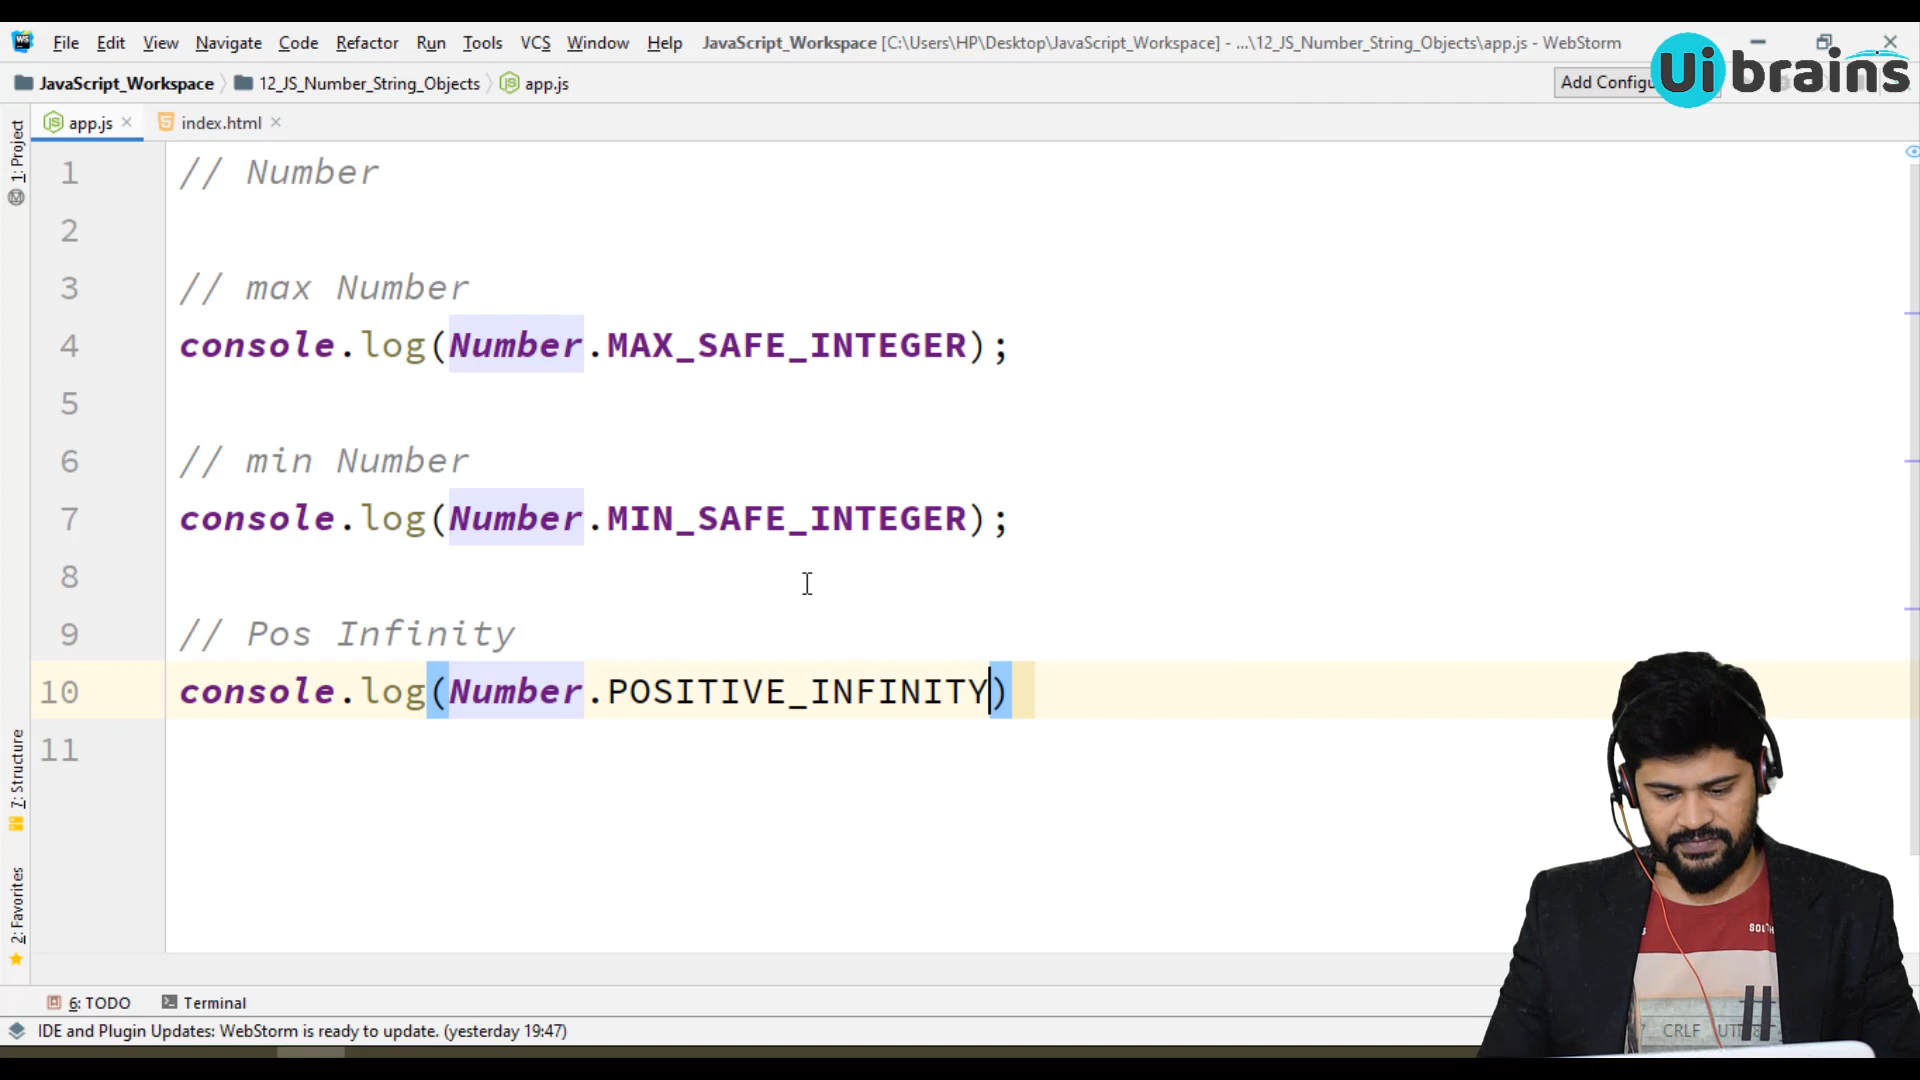 File Edit View Navigate Code Refactor Run Tools VCS Window Help JavaScript_Workspace [C:\Users\HP\Desktop\JavaScript_Workspace] - ...\12_JS_Number_String_Objects\app.js - WebStorm
JavaScript_Workspace 12_JS_Number_String_Objects app.js
Add Configu
Ui brains
app.js index.html
1: Project
7: Structure
2: Favorites
1 // Number
2
3 // max Number
4 console.log(Number.MAX_SAFE_INTEGER);
5
6 // min Number
7 console.log(Number.MIN_SAFE_INTEGER);
8
9 // Pos Infinity
10 console.log(Number.POSITIVE_INFINITY)
11
6: TODO Terminal
IDE and Plugin Updates: WebStorm is ready to update. (yesterday 19:47)
CRLF